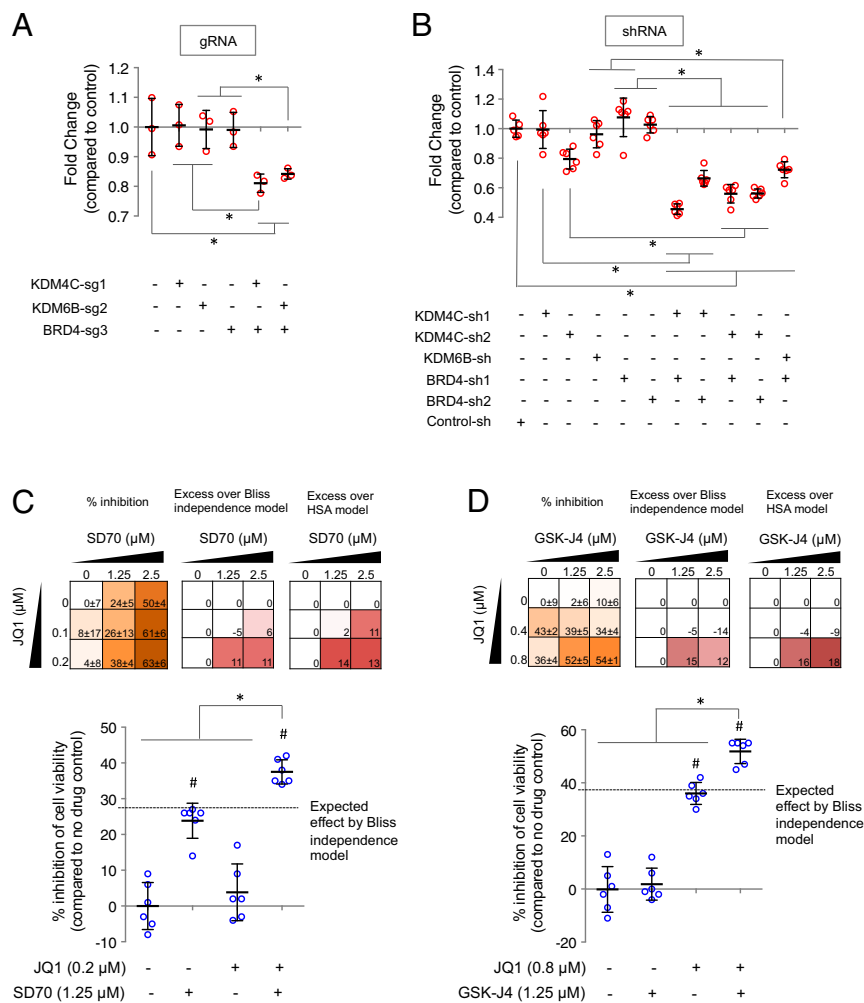 A
gRNA
Fold Change
(compared to control)
1.2
1.1
1.0
0.9
0.8
0.7
*
*
*
KDM4C-sg1 - + - - + -
KDM6B-sg2 - - + - - +
BRD4-sg3 - - - + + +
B
shRNA
Fold Change
(compared to control)
1.4
1.2
1.0
0.8
0.6
0.4
*
*
*
*
*
KDM4C-sh1 - + - - - - + + - - -
KDM4C-sh2 - - + - - - - - + + -
KDM6B-sh - - - + - - - - - - +
BRD4-sh1 - - - - + - + - + - +
BRD4-sh2 - - - - - + - + - + -
Control-sh + - - - - - - - - - -
C
% inhibition
Excess over Bliss
independence model
Excess over
HSA model
SD70 (µM)
SD70 (µM)
SD70 (µM)
0 1.25 2.5
0 1.25 2.5
0 1.25 2.5
JQ1 (µM)
0 0±7 24±5 50±4 0 0 0 0 0 0
0.1 8±17 26±13 61±6 0 -5 6 0 2 11
0.2 4±8 38±4 63±6 0 11 11 0 14 13
% inhibition of cell viability
(compared to no drug control)
50
40
30
20
10
0
-10
*
#
#
Expected
effect by Bliss
independence
model
JQ1 (0.2 µM) - - + +
SD70 (1.25 µM) - + - +
D
% inhibition
Excess over Bliss
independence model
Excess over
HSA model
GSK-J4 (µM)
GSK-J4 (µM)
GSK-J4 (µM)
0 1.25 2.5
0 1.25 2.5
0 1.25 2.5
JQ1 (µM)
0 0±9 2±6 10±6 0 0 0 0 0 0
0.4 43±2 39±5 34±4 0 -5 -14 0 -4 -9
0.8 36±4 52±5 54±1 0 15 12 0 16 18
% inhibition of cell viability
(compared to no drug control)
60
40
20
0
-20
*
#
#
Expected
effect by Bliss
independence
model
JQ1 (0.8 µM) - - + +
GSK-J4 (1.25 µM) - + - +